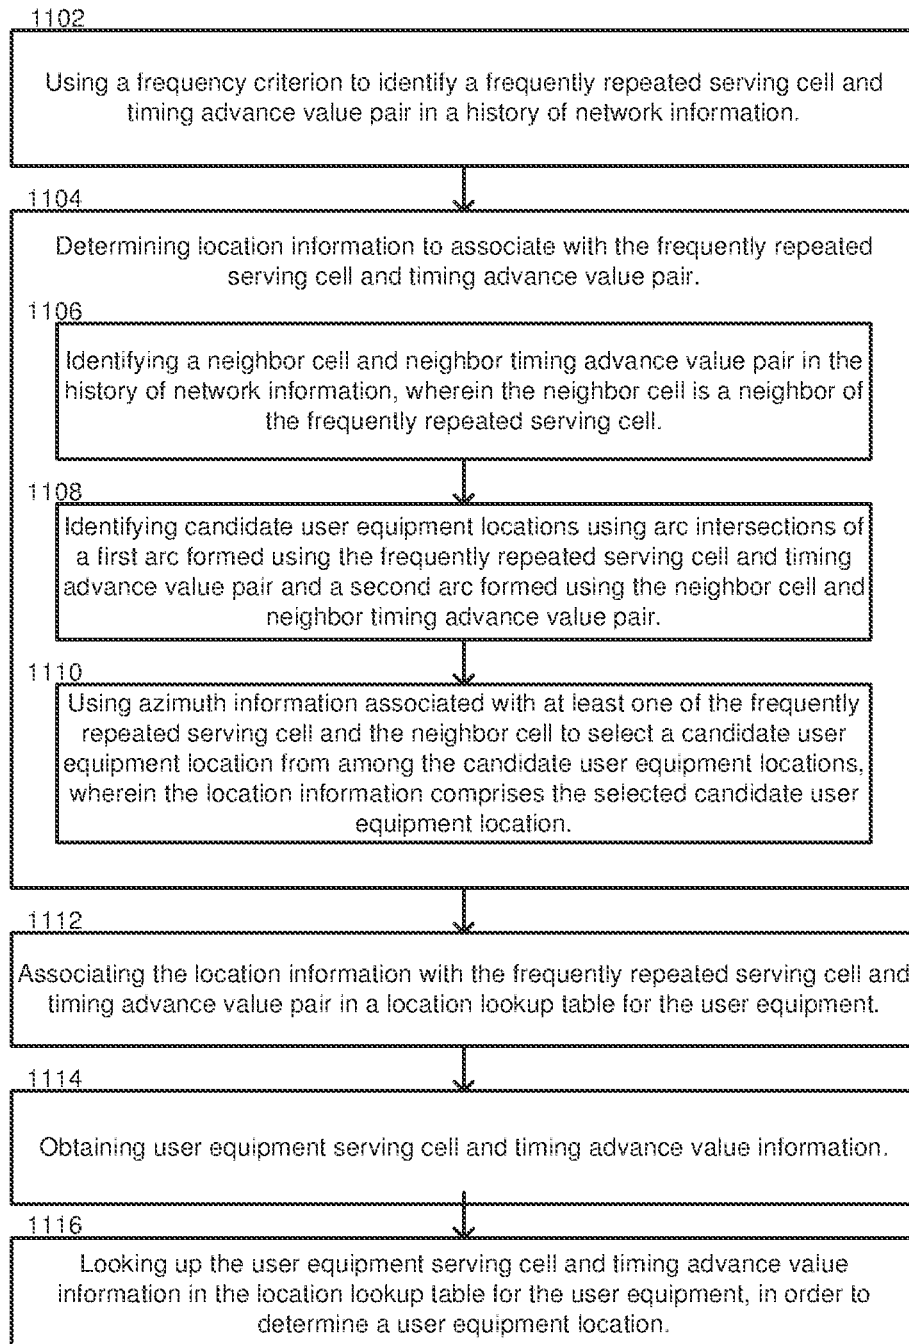 1102
Using a frequency criterion to identify a frequently repeated serving cell and
timing advance value pair in a history of network information.
1104
Determining location information to associate with the frequently repeated
serving cell and timing advance value pair.
1106
Identifying a neighbor cell and neighbor timing advance value pair in the
history of network information, wherein the neighbor cell is a neighbor of
the frequently repeated serving cell.
1108
Identifying candidate user equipment locations using arc intersections of
a first arc formed using the frequently repeated serving cell and timing
advance value pair and a second arc formed using the neighbor cell and
neighbor timing advance value pair.
1110
Using azimuth information associated with at least one of the frequently
repeated serving cell and the neighbor cell to select a candidate user
equipment location from among the candidate user equipment locations,
wherein the location information comprises the selected candidate user
equipment location.
1112
Associating the location information with the frequently repeated serving cell and
timing advance value pair in a location lookup table for the user equipment.
1114
Obtaining user equipment serving cell and timing advance value information.
1116
Looking up the user equipment serving cell and timing advance value
information in the location lookup table for the user equipment, in order to
determine a user equipment location.